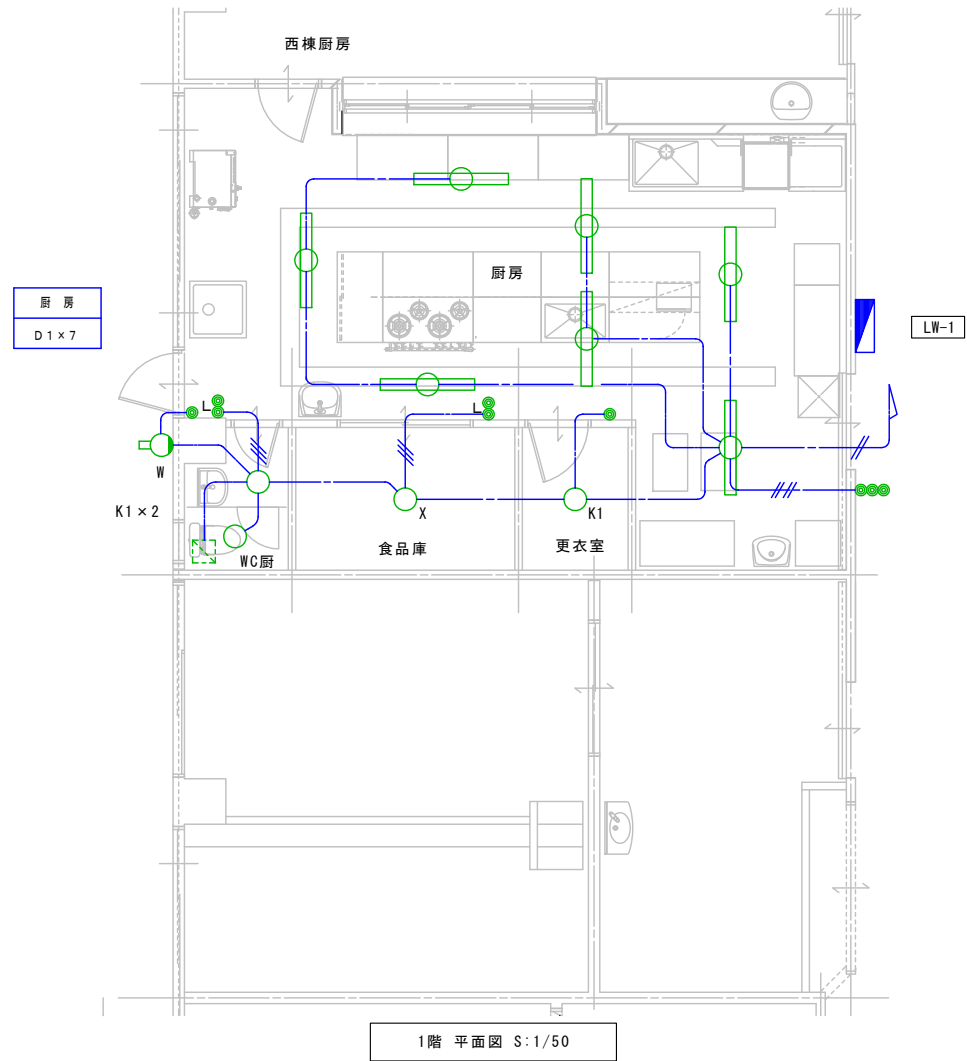 西棟厨房
厨房
厨 房
D1×7
LW-1
L
L
W
K1×2
X
K1
WC厨
食品庫
更衣室
1階 平面図 S:1/50